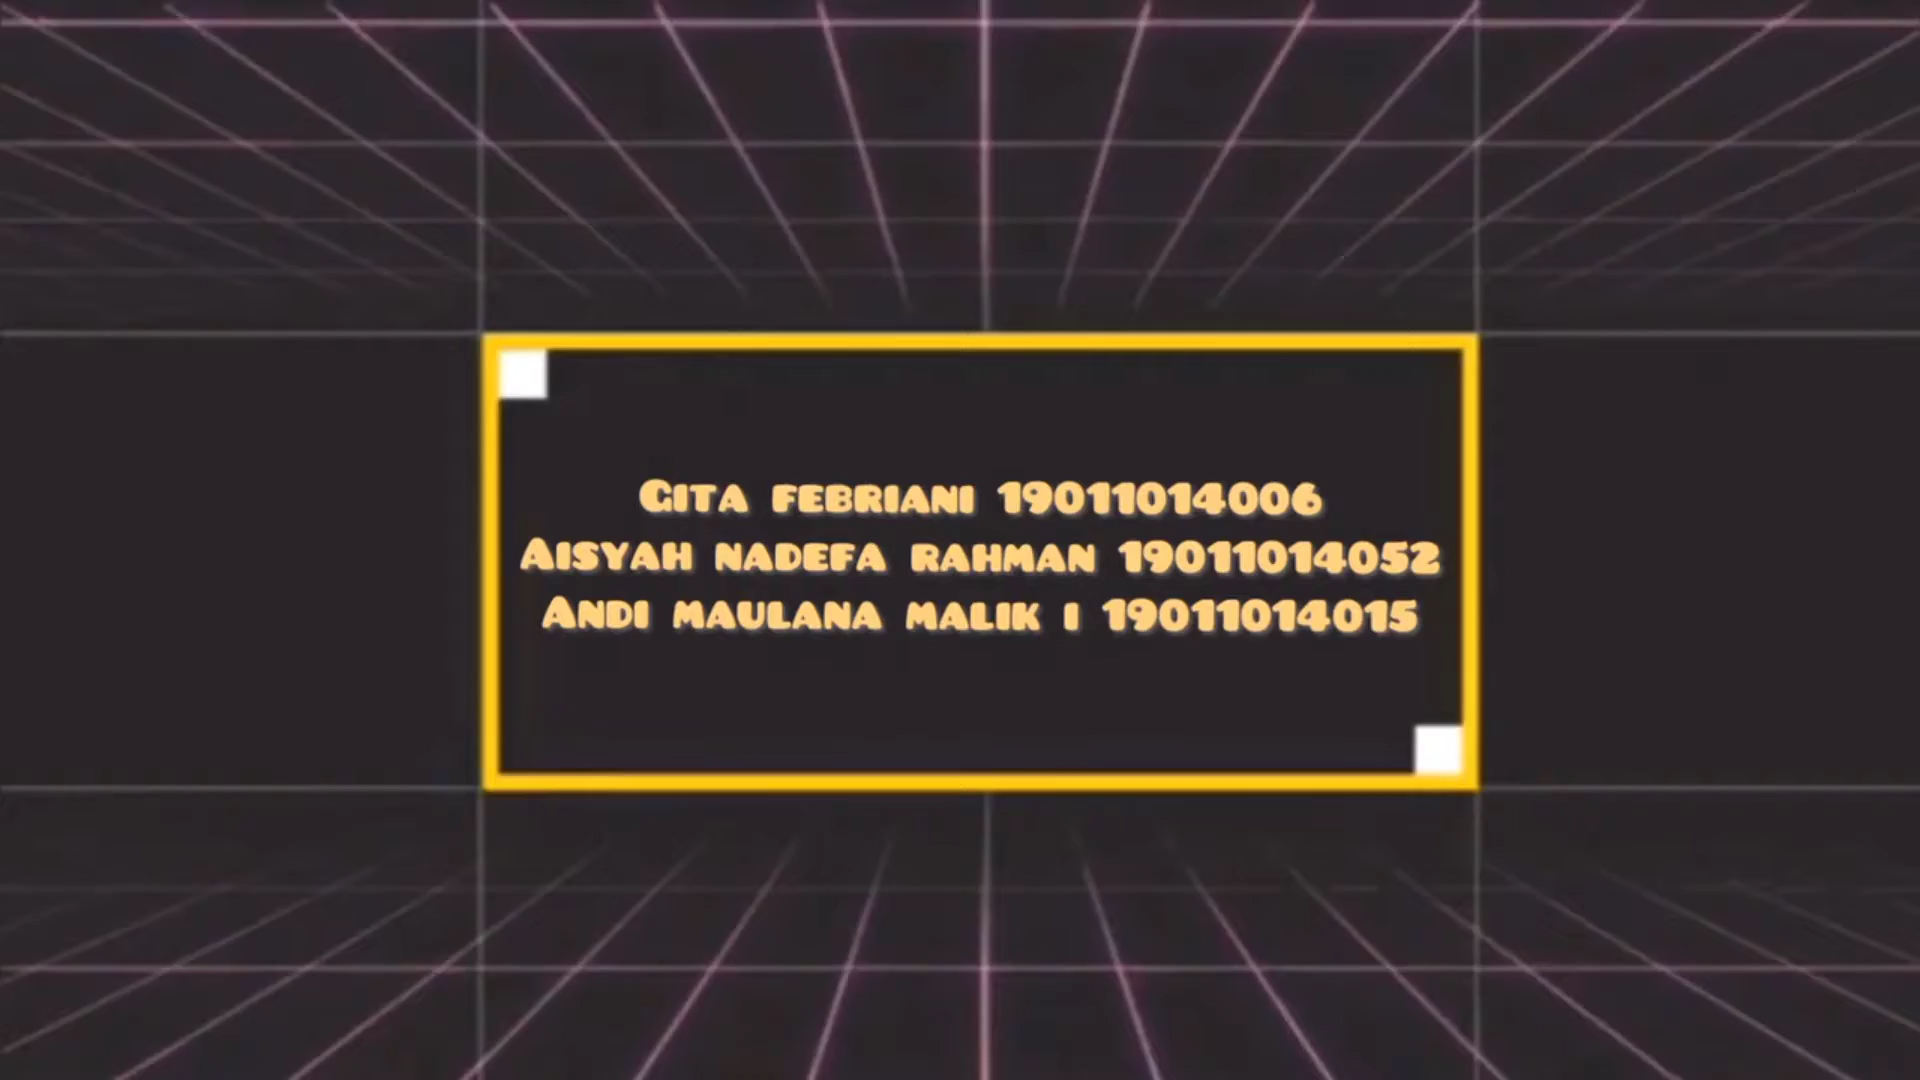 Gita febriani 19011014006
Aisyah nadefa rahman 19011014052
Andi maulana malik i 19011014015